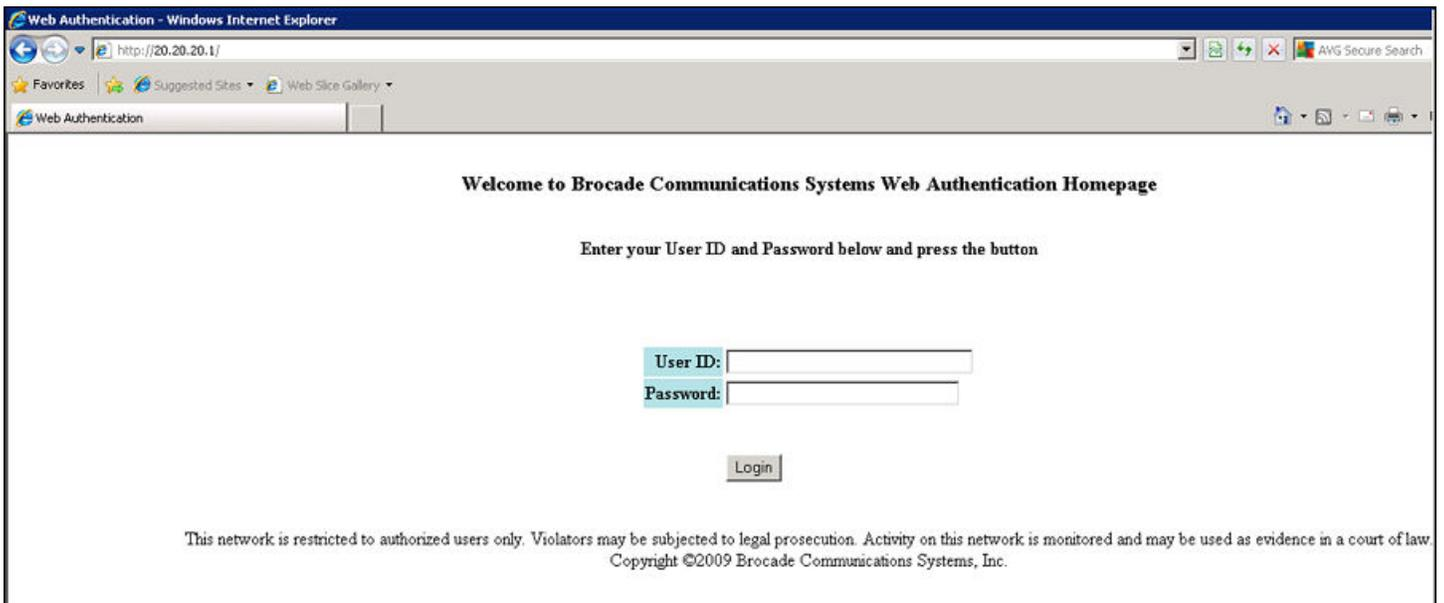 Web Authentication - Windows Internet Explorer
http://20.20.20.1/
AVG Secure Search
Favorites
Suggested Sites
Web Slice Gallery
Web Authentication
Welcome to Brocade Communications Systems Web Authentication Homepage
Enter your User ID and Password below and press the button
User ID:
Password:
Login
This network is restricted to authorized users only. Violators may be subjected to legal prosecution. Activity on this network is monitored and may be used as evidence in a court of law.
Copyright ©2009 Brocade Communications Systems, Inc.